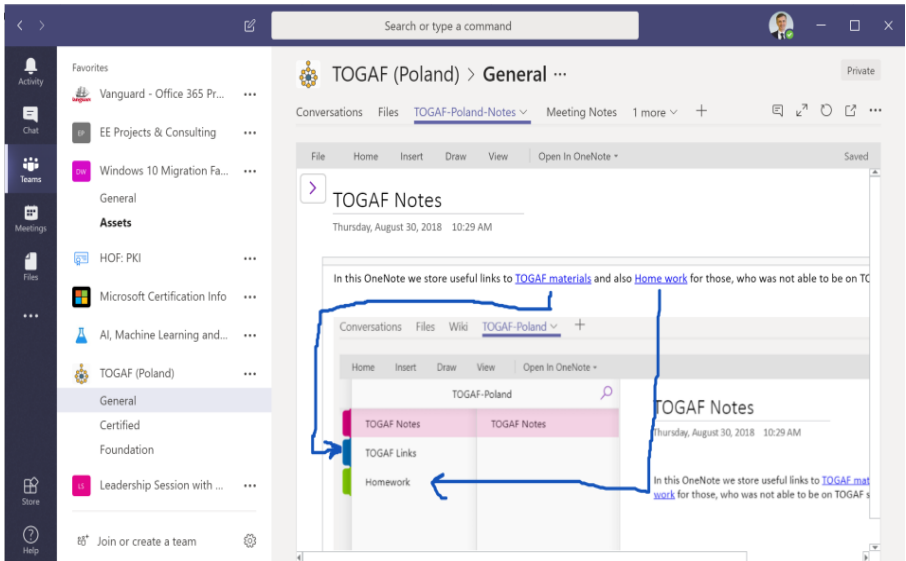 Search or type a command
Activity
Chat
Teams
Meetings
Files
Store
Help
Favorites
Vanguard - Office 365 Pr...
EP
EE Projects & Consulting
DW
Windows 10 Migration Fa...
General
Assets
HOF: PKI
Microsoft Certification Info
AI, Machine Learning and...
TOGAF (Poland)
General
Certified
Foundation
LS
Leadership Session with ...
Join or create a team
TOGAF (Poland) > General ···
Private
Conversations Files TOGAF-Poland-Notes Meeting Notes 1 more +
File Home Insert Draw View Open In OneNote Saved
TOGAF Notes
Thursday, August 30, 2018 10:29 AM
In this OneNote we store useful links to TOGAF materials and also Home work for those, who was not able to be on TO
Conversations Files Wiki TOGAF-Poland +
Home Insert Draw View Open In OneNote
TOGAF-Poland
TOGAF Notes
TOGAF Links
Homework
TOGAF Notes
TOGAF Notes
Thursday, August 30, 2018 10:29 AM
In this OneNote we store useful links to TOGAF mat
work for those, who was not able to be on TOGAF s